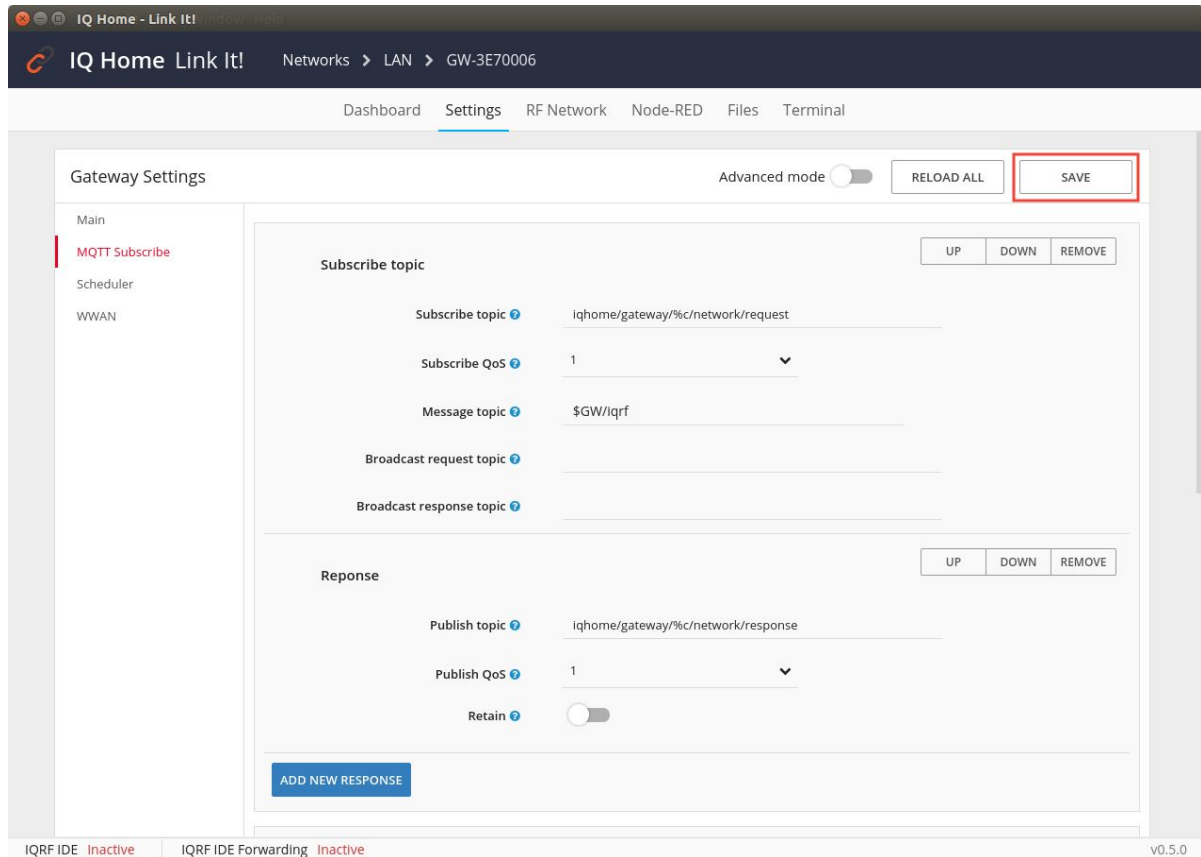 IQ Home - Link It! Window Help
IQ Home Link It! Networks > LAN > GW-3E70006
Dashboard Settings RF Network Node-RED Files Terminal
Gateway Settings Advanced mode RELOAD ALL SAVE
Main
MQTT Subscribe
Scheduler
WWAN
Subscribe topic UP DOWN REMOVE
Subscribe topic iqhome/gateway/%c/network/request
Subscribe QoS 1
Message topic $GW/iqrf
Broadcast request topic
Broadcast response topic
Reponse UP DOWN REMOVE
Publish topic iqhome/gateway/%c/network/response
Publish QoS 1
Retain
ADD NEW RESPONSE
IQRF IDE Inactive IQRF IDE Forwarding Inactive v0.5.0